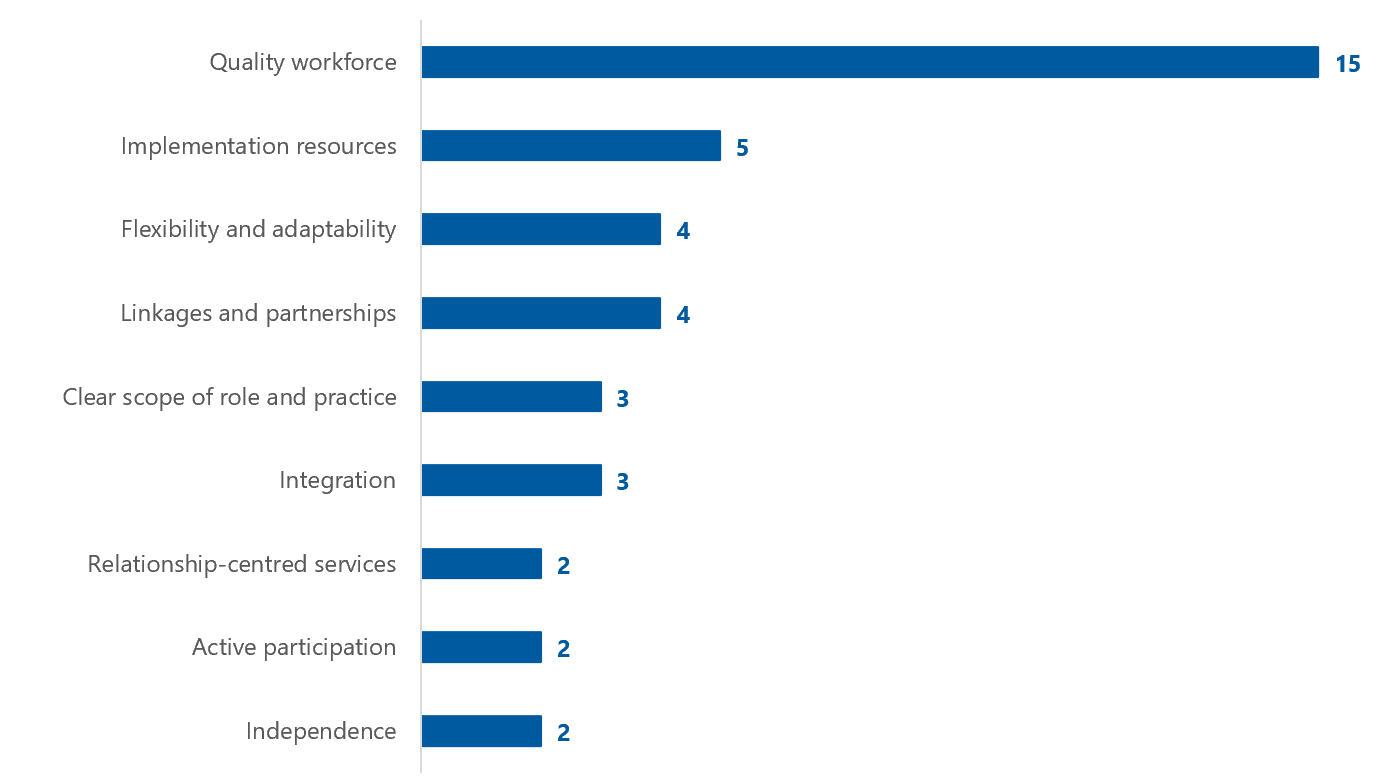 Quality workforce 15
Implementation resources 5
Flexibility and adaptability 4
Linkages and partnerships 4
Clear scope of role and practice 3
Integration 3
Relationship-centred services 2
Active participation 2
Independence 2